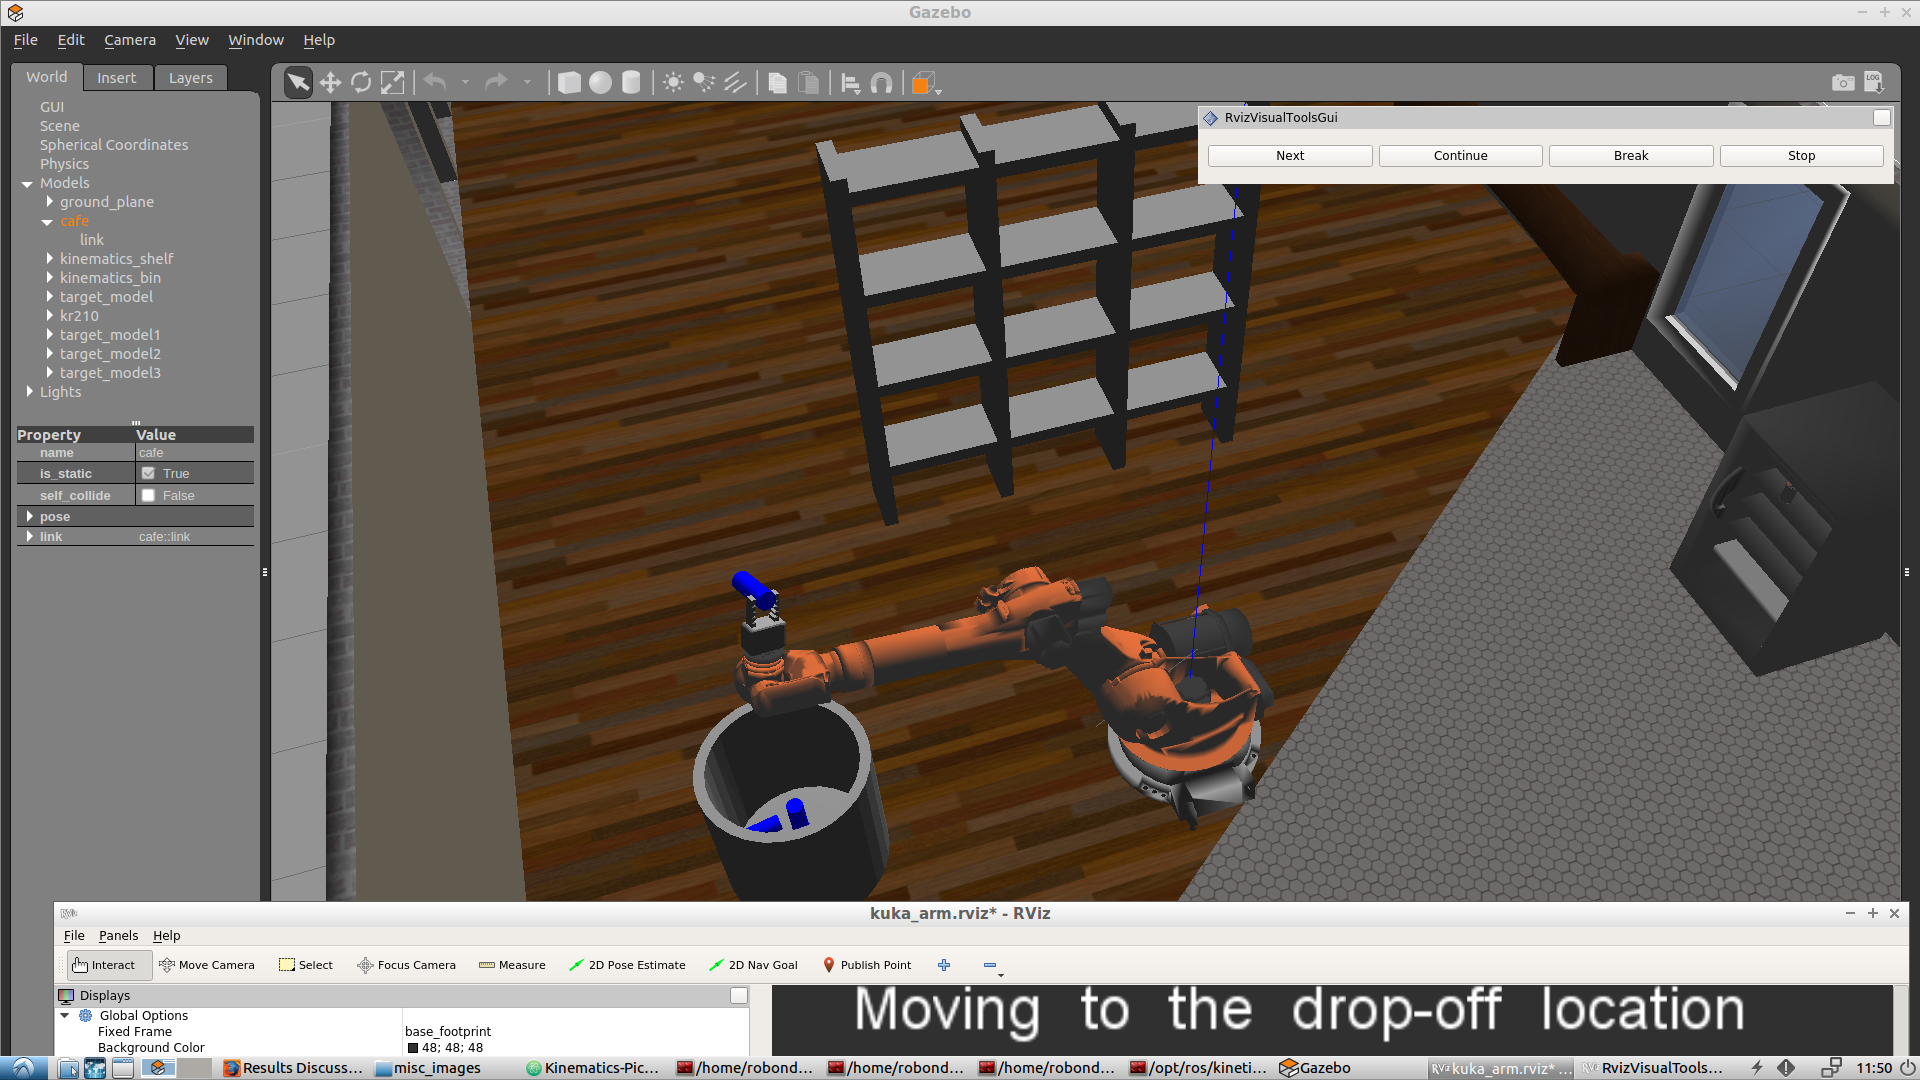 Gazebo
File Edit Camera View Window Help
World Insert Layers
LOG
GUI
Scene
Spherical Coordinates
Physics
Models
ground_plane
cafe
link
kinematics_shelf
kinematics_bin
target_model
kr210
target_model1
target_model2
target_model3
Lights
Property Value
name cafe
is_static True
self_collide False
pose
link cafe::link
RvizVisualToolsGui
Next Continue Break Stop
kuka_arm.rviz* - RViz
File Panels Help
Interact Move Camera Select Focus Camera Measure 2D Pose Estimate 2D Nav Goal Publish Point
Displays
Global Options
Fixed Frame base_footprint
Background Color 48; 48; 48
Moving to the drop-off location
Results Discuss... misc_images Kinematics-Pic... /home/robond... /home/robond... /home/robond... /opt/ros/kineti... Gazebo kuka_arm.rviz* ... RvizVisualTools... 11:50